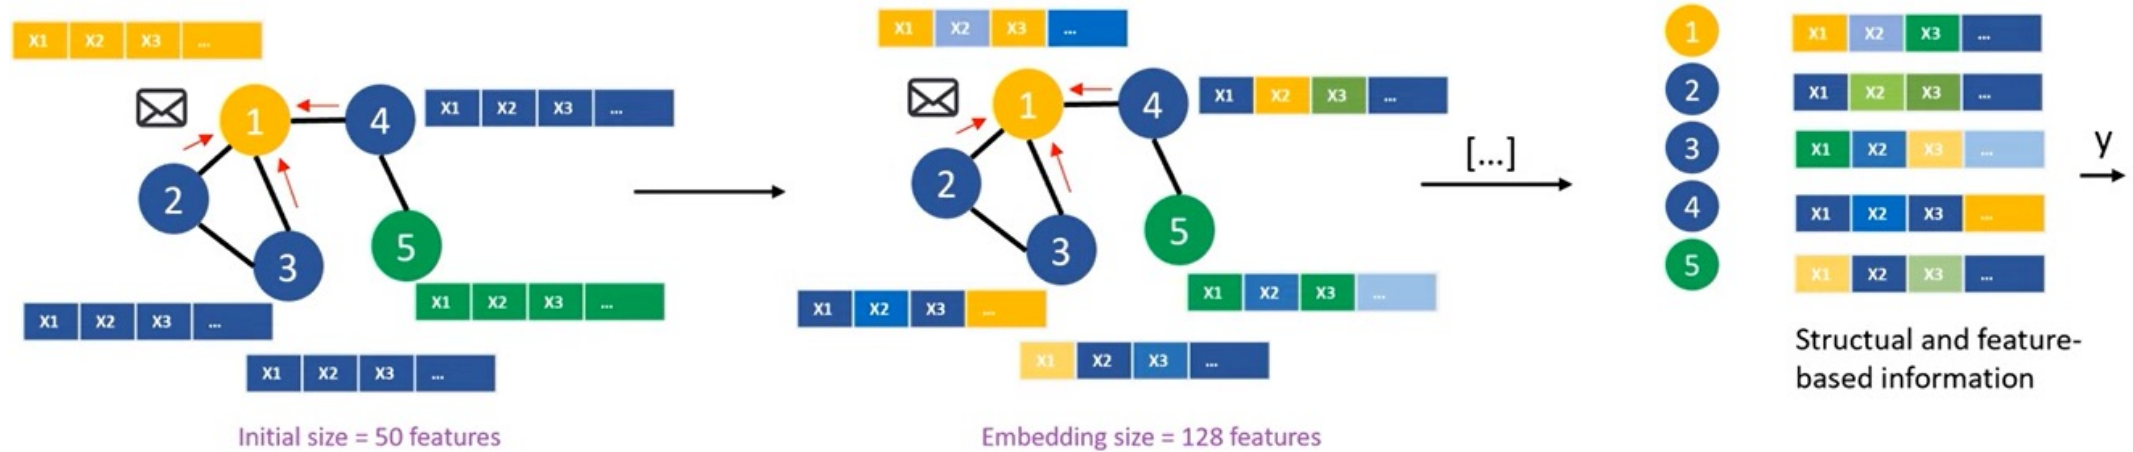 X1 X2 X3 ...
1
4
X1 X2 X3 ...
2
3
5
X1 X2 X3 ...
X1 X2 X3 ...
X1 X2 X3 ...
Initial size = 50 features
X1 X2 X3 ...
1
4
X1 X2 X3 ...
2
3
5
X1 X2 X3 ...
X1 X2 X3 ...
X1 X2 X3 ...
Embedding size = 128 features
[...]
1 X1 X2 X3 ...
2 X1 X2 X3 ...
3 X1 X2 X3 ...
4 X1 X2 X3 ...
5 X1 X2 X3 ...
y
Structual and feature-
based information